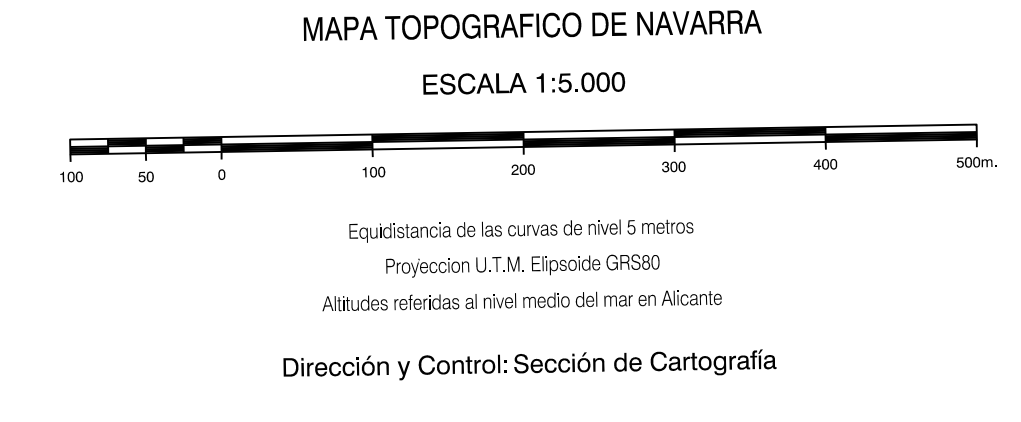 MAPA TOPOGRAFICO DE NAVARRA
ESCALA 1:5.000
100 50 0 100 200 300 400 500m.
Equidistancia de las curvas de nivel 5 metros
Proyeccion U.T.M. Elipsoide GRS80
Altitudes referidas al nivel medio del mar en Alicante
Dirección y Control: Sección de Cartografía